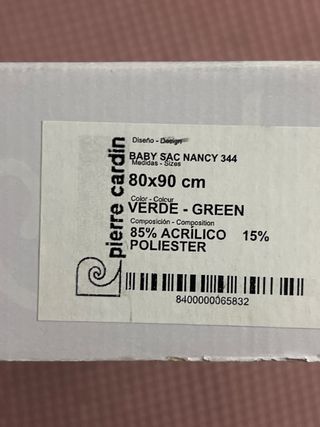 pierre cardin
Diseño - Design
BABY SAC NANCY 344
Medidas - Sizes
80x90 cm
Color - Colour
VERDE - GREEN
Composición - Composition
85% ACRÍLICO 15%
POLIESTER
8400000065832